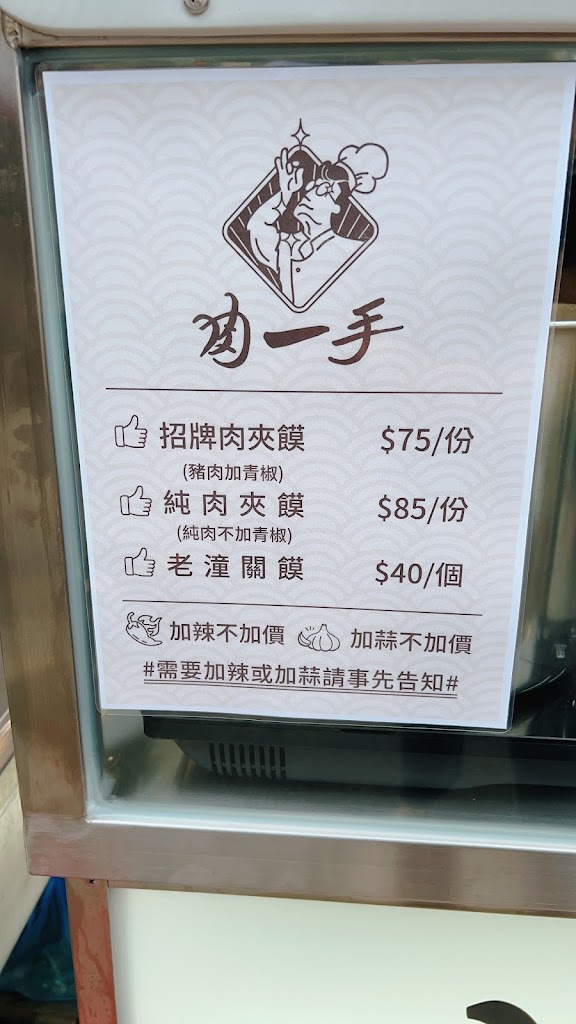 肉一手
招牌肉夾饃 $75/份
(豬肉加青椒)
純肉夾饃 $85/份
(純肉不加青椒)
老潼關饃 $40/個
加辣不加價 加蒜不加價
#需要加辣或加蒜請事先告知#